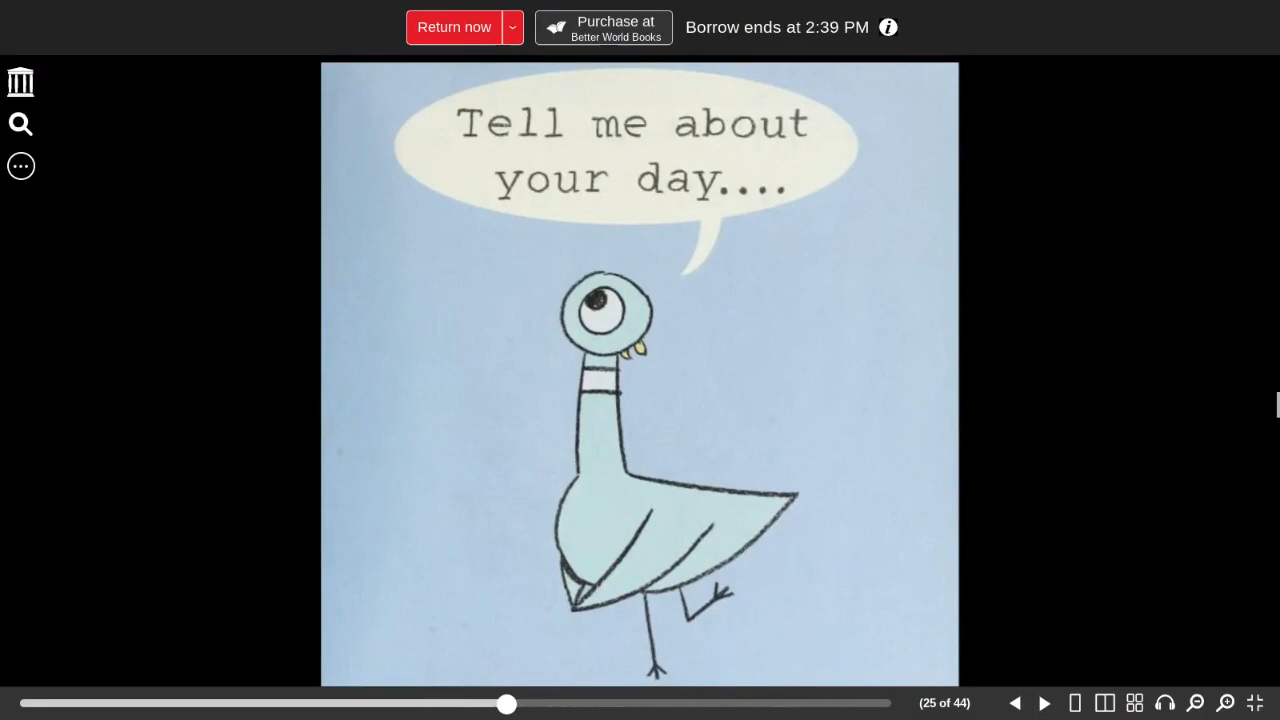 Return now
Purchase at
Better World Books
Borrow ends at 2:39 PM
Tell me about
your day....
(25 of 44)